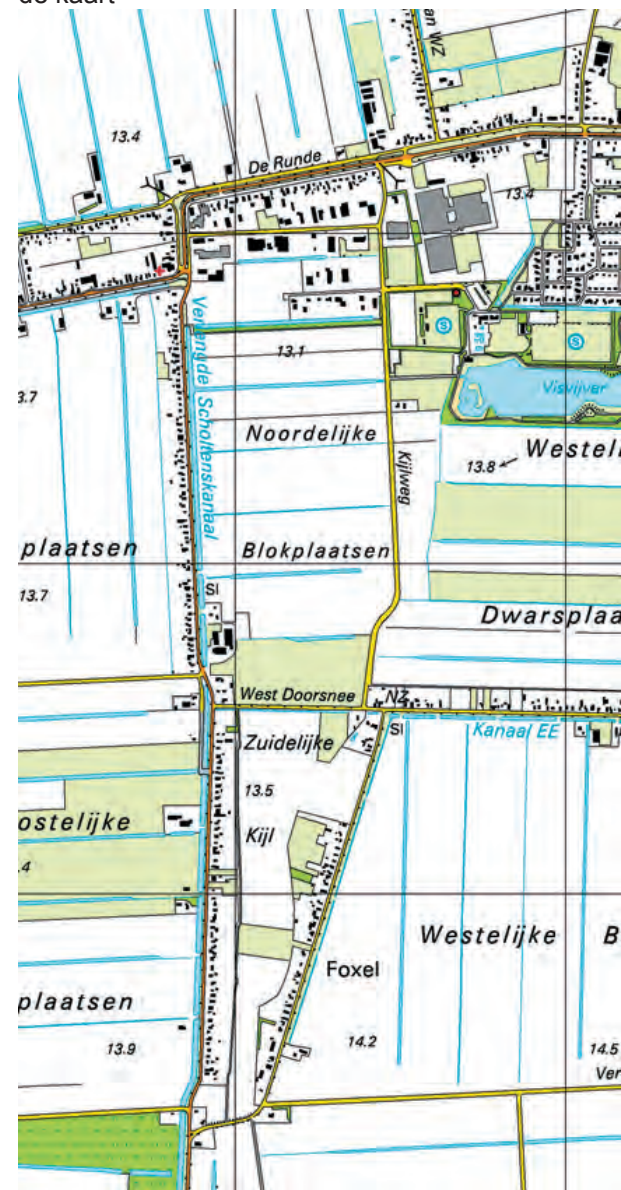 de kaart
an WZ
13.4
De Runde
13.4
S
S
Visvijver
13.1
3.7
Verlengde Scholtenskanaal
Noordelijke
Kijlweg
Westeli
13.8
plaatsen
Blokplaatsen
13.7
Sl
Dwarsplaa
West Doorsnee
NZ
Sl
Kanaal EE
Zuidelijke
13.5
ostelijke
Kijl
.4
Westelijke
B
Foxel
plaatsen
13.9
14.2
14.5
Ver